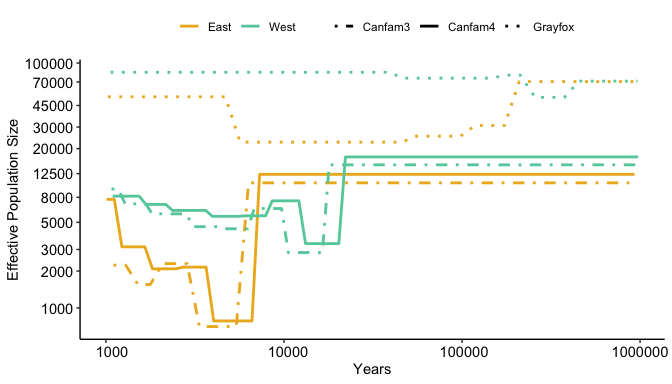 East West Canfam3 Canfam4 Grayfox
Effective Population Size
100000
70000
45000
30000
20000
12500
8000
5000
3000
2000
1000
1000 10000 100000 1000000
Years